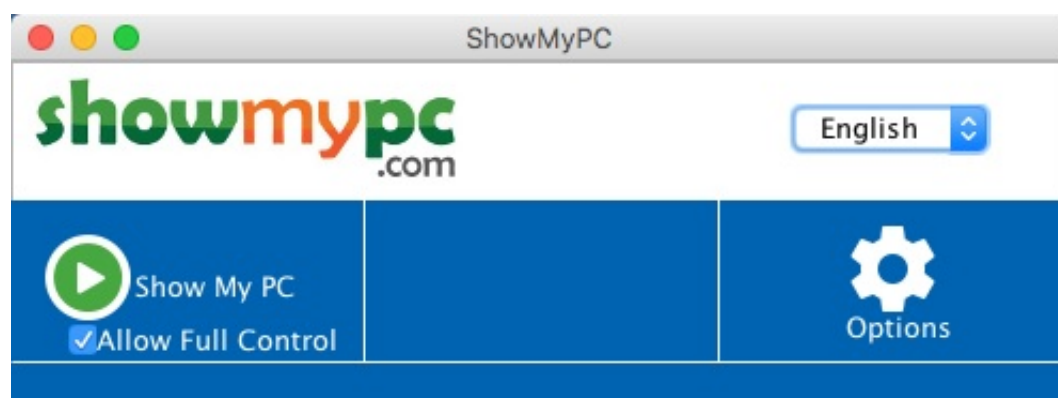 ShowMyPC
showmypc
.com
English
Show My PC
Allow Full Control
Options